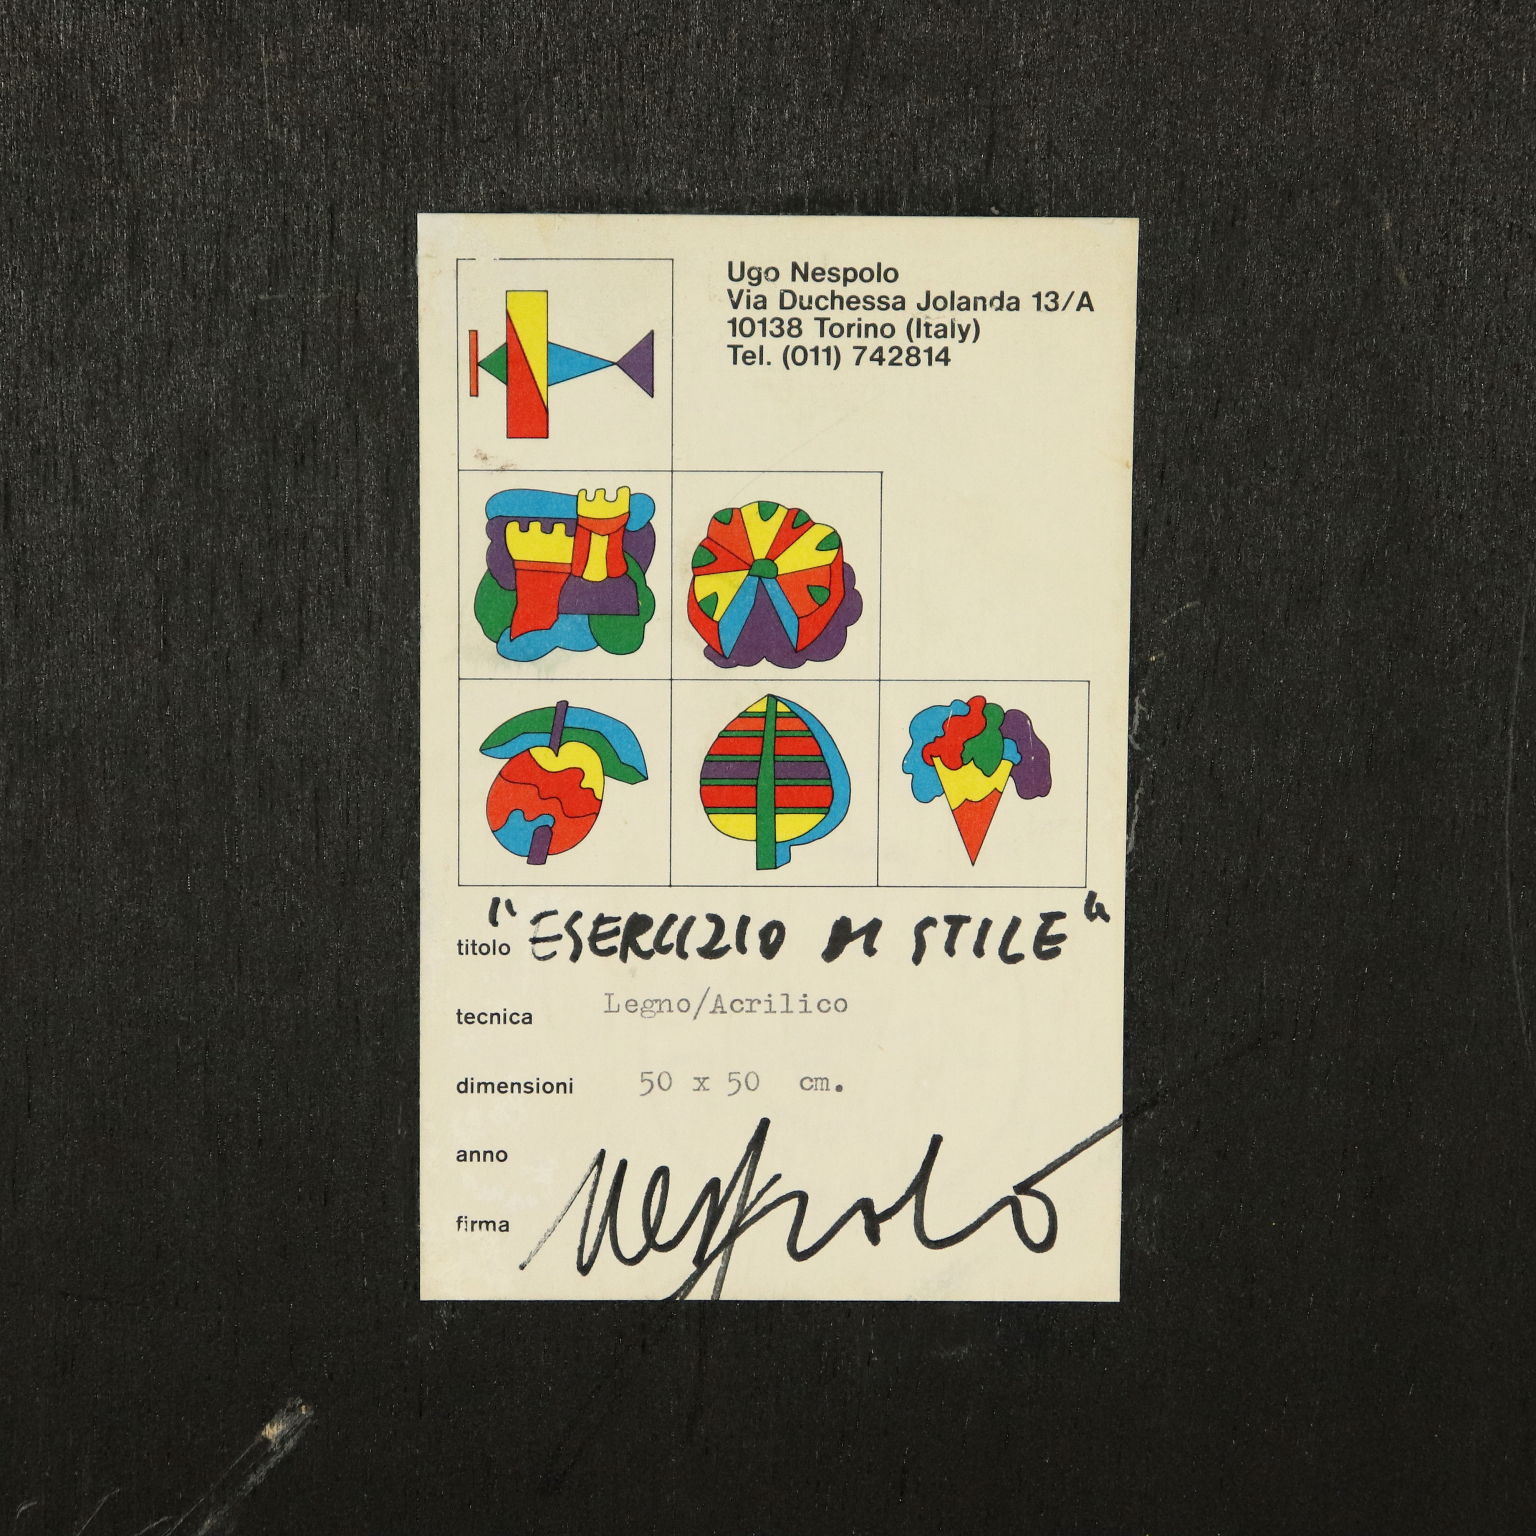 Ugo Nespolo
Via Duchessa Jolanda 13/A
10138 Torino (Italy)
Tel. (011) 742814
titolo "ESERCIZIO DI STILE"
tecnica Legno/Acrilico
dimensioni 50 x 50 cm.
anno
firma Nespolo